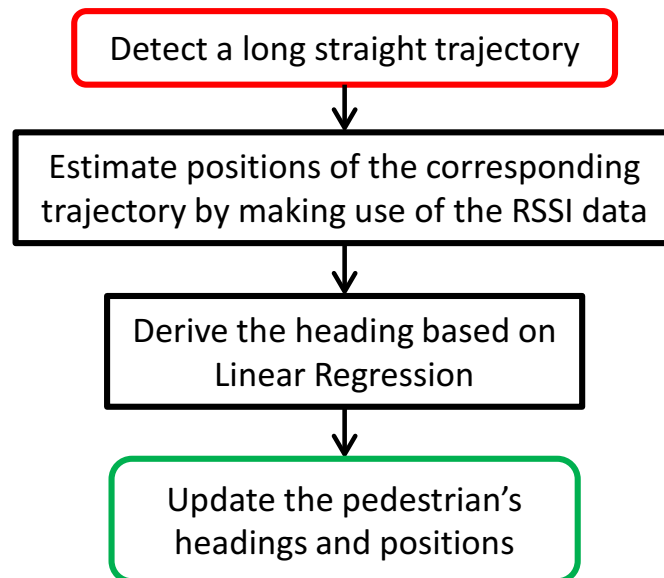 Detect a long straight trajectory
Estimate positions of the corresponding
trajectory by making use of the RSSI data
Derive the heading based on
Linear Regression
Update the pedestrian’s
headings and positions